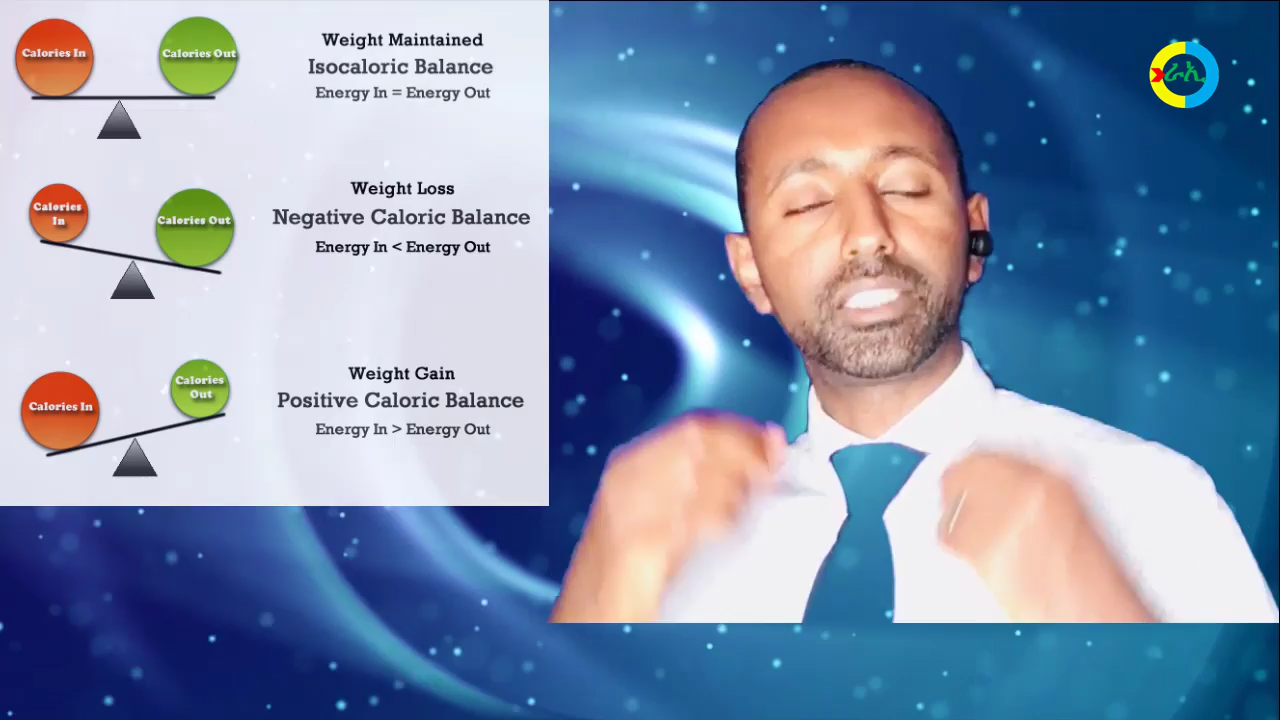 Calories In
Calories Out
Weight Maintained
Isocaloric Balance
Energy In = Energy Out
Calories
In
Calories Out
Weight Loss
Negative Caloric Balance
Energy In < Energy Out
Calories In
Calories
Out
Weight Gain
Positive Caloric Balance
Energy In > Energy Out